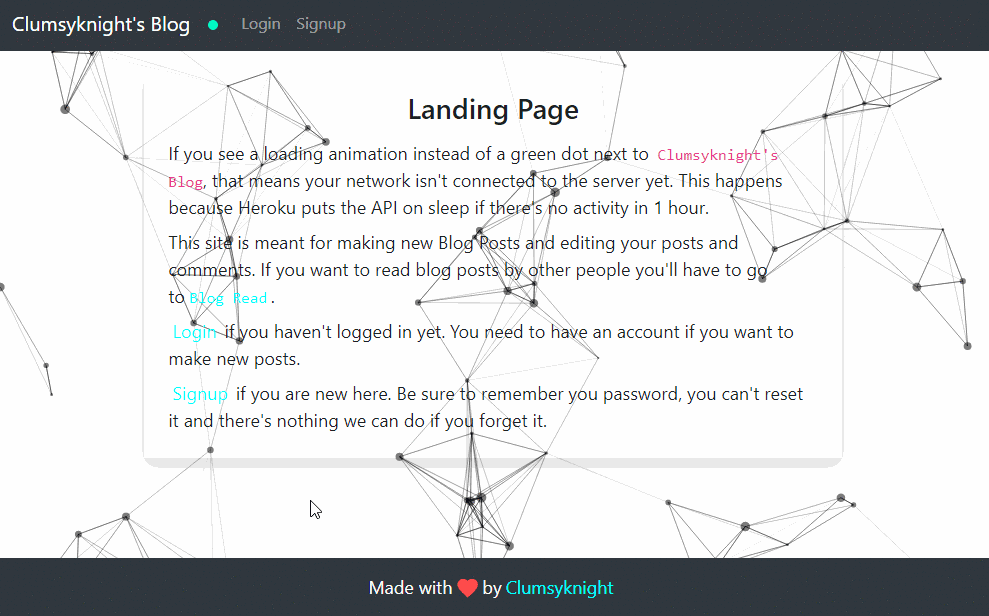 Clumsyknight's Blog Login Signup
Landing Page
If you see a loading animation instead of a green dot next to Clumsyknight's
Blog, that means your network isn't connected to the server yet. This happens
because Heroku puts the API on sleep if there's no activity in 1 hour.
This site is meant for making new Blog Posts and editing your posts and
comments. If you want to read blog posts by other people you'll have to go
to Blog Read.
Login if you haven't logged in yet. You need to have an account if you want to
make new posts.
Signup if you are new here. Be sure to remember you password, you can't reset
it and there's nothing we can do if you forget it.
Made with ❤ by Clumsyknight